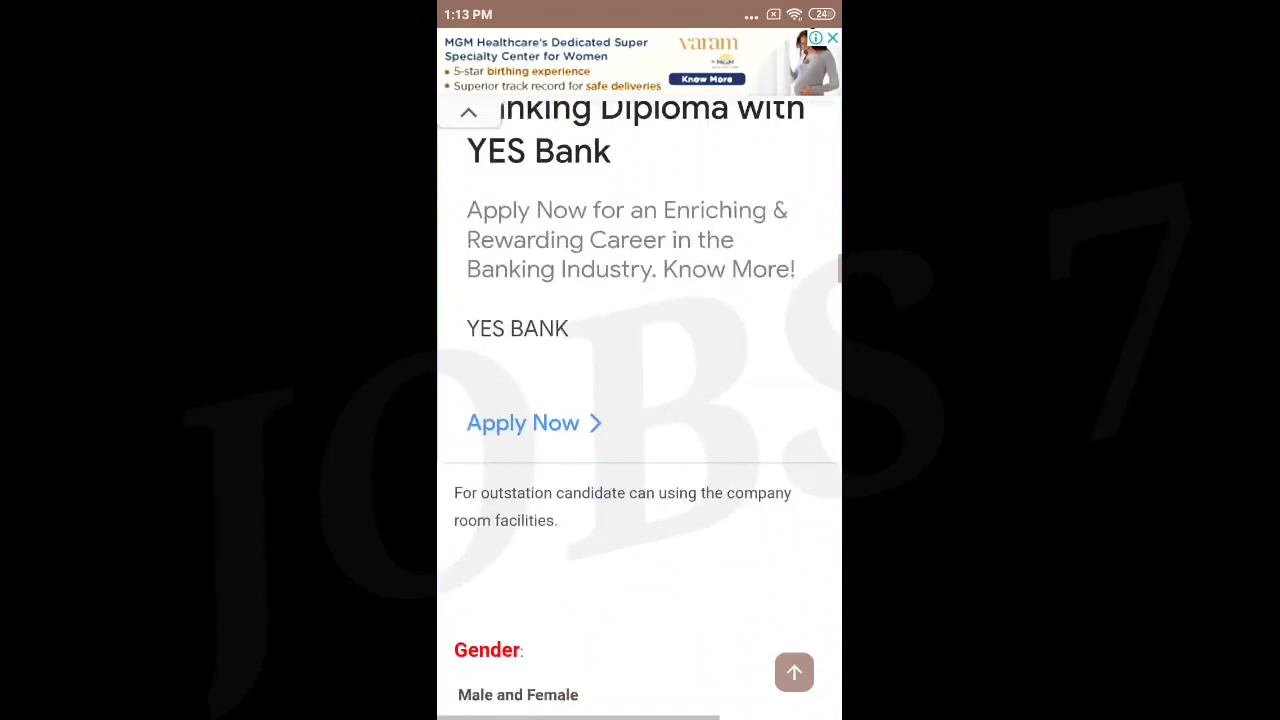 1:13 PM
24
MGM Healthcare's Dedicated Super
Specialty Center for Women
• 5-star birthing experience
• Superior track record for safe deliveries
varam
Know More
Banking Diploma with
YES Bank
Apply Now for an Enriching &
Rewarding Career in the
Banking Industry. Know More!
YES BANK
Apply Now
For outstation candidate can using the company
room facilities.
Gender:
Male and Female
JOBS 7